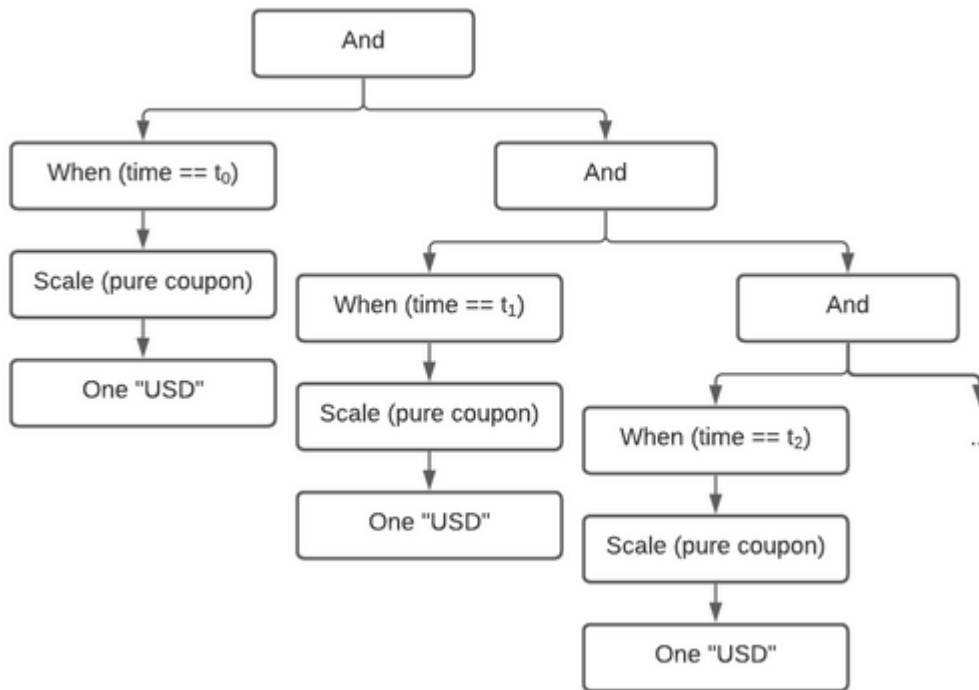 And
When (time == t₀)
And
Scale (pure coupon)
When (time == t₁)
And
One "USD"
Scale (pure coupon)
When (time == t₂)
..
One "USD"
Scale (pure coupon)
One "USD"